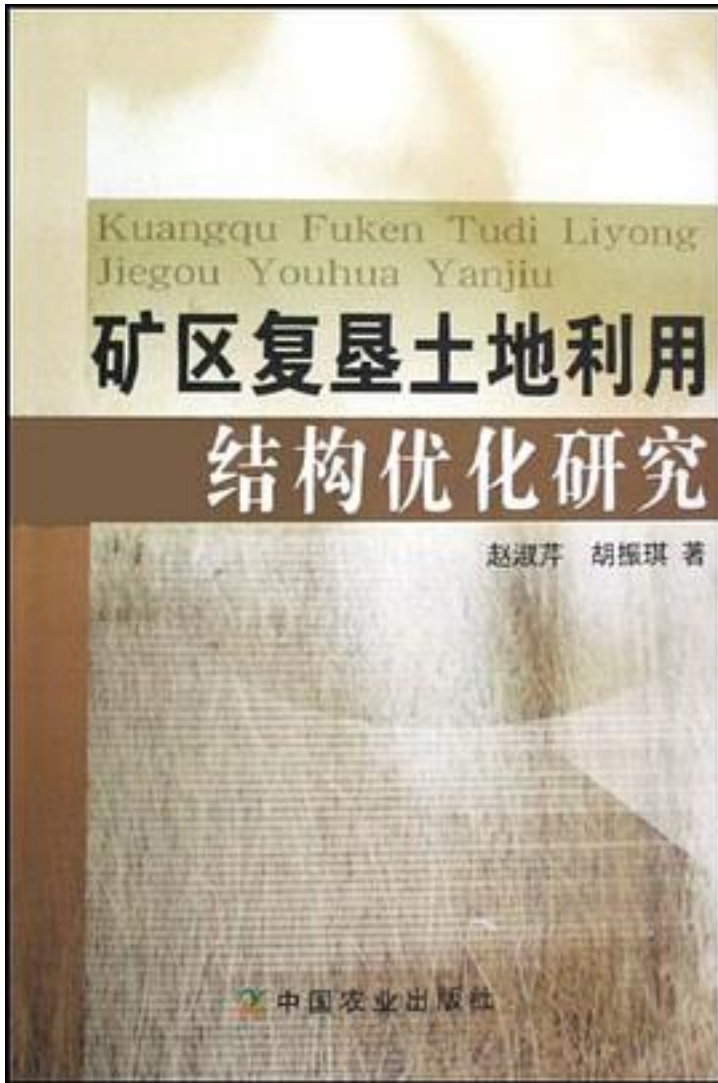 Kuangqu Fuken Tudi Liyong
Jiegou Youhua Yanjiu
矿区复垦土地利用
结构优化研究
赵淑芹 胡振琪 著
中国农业出版社